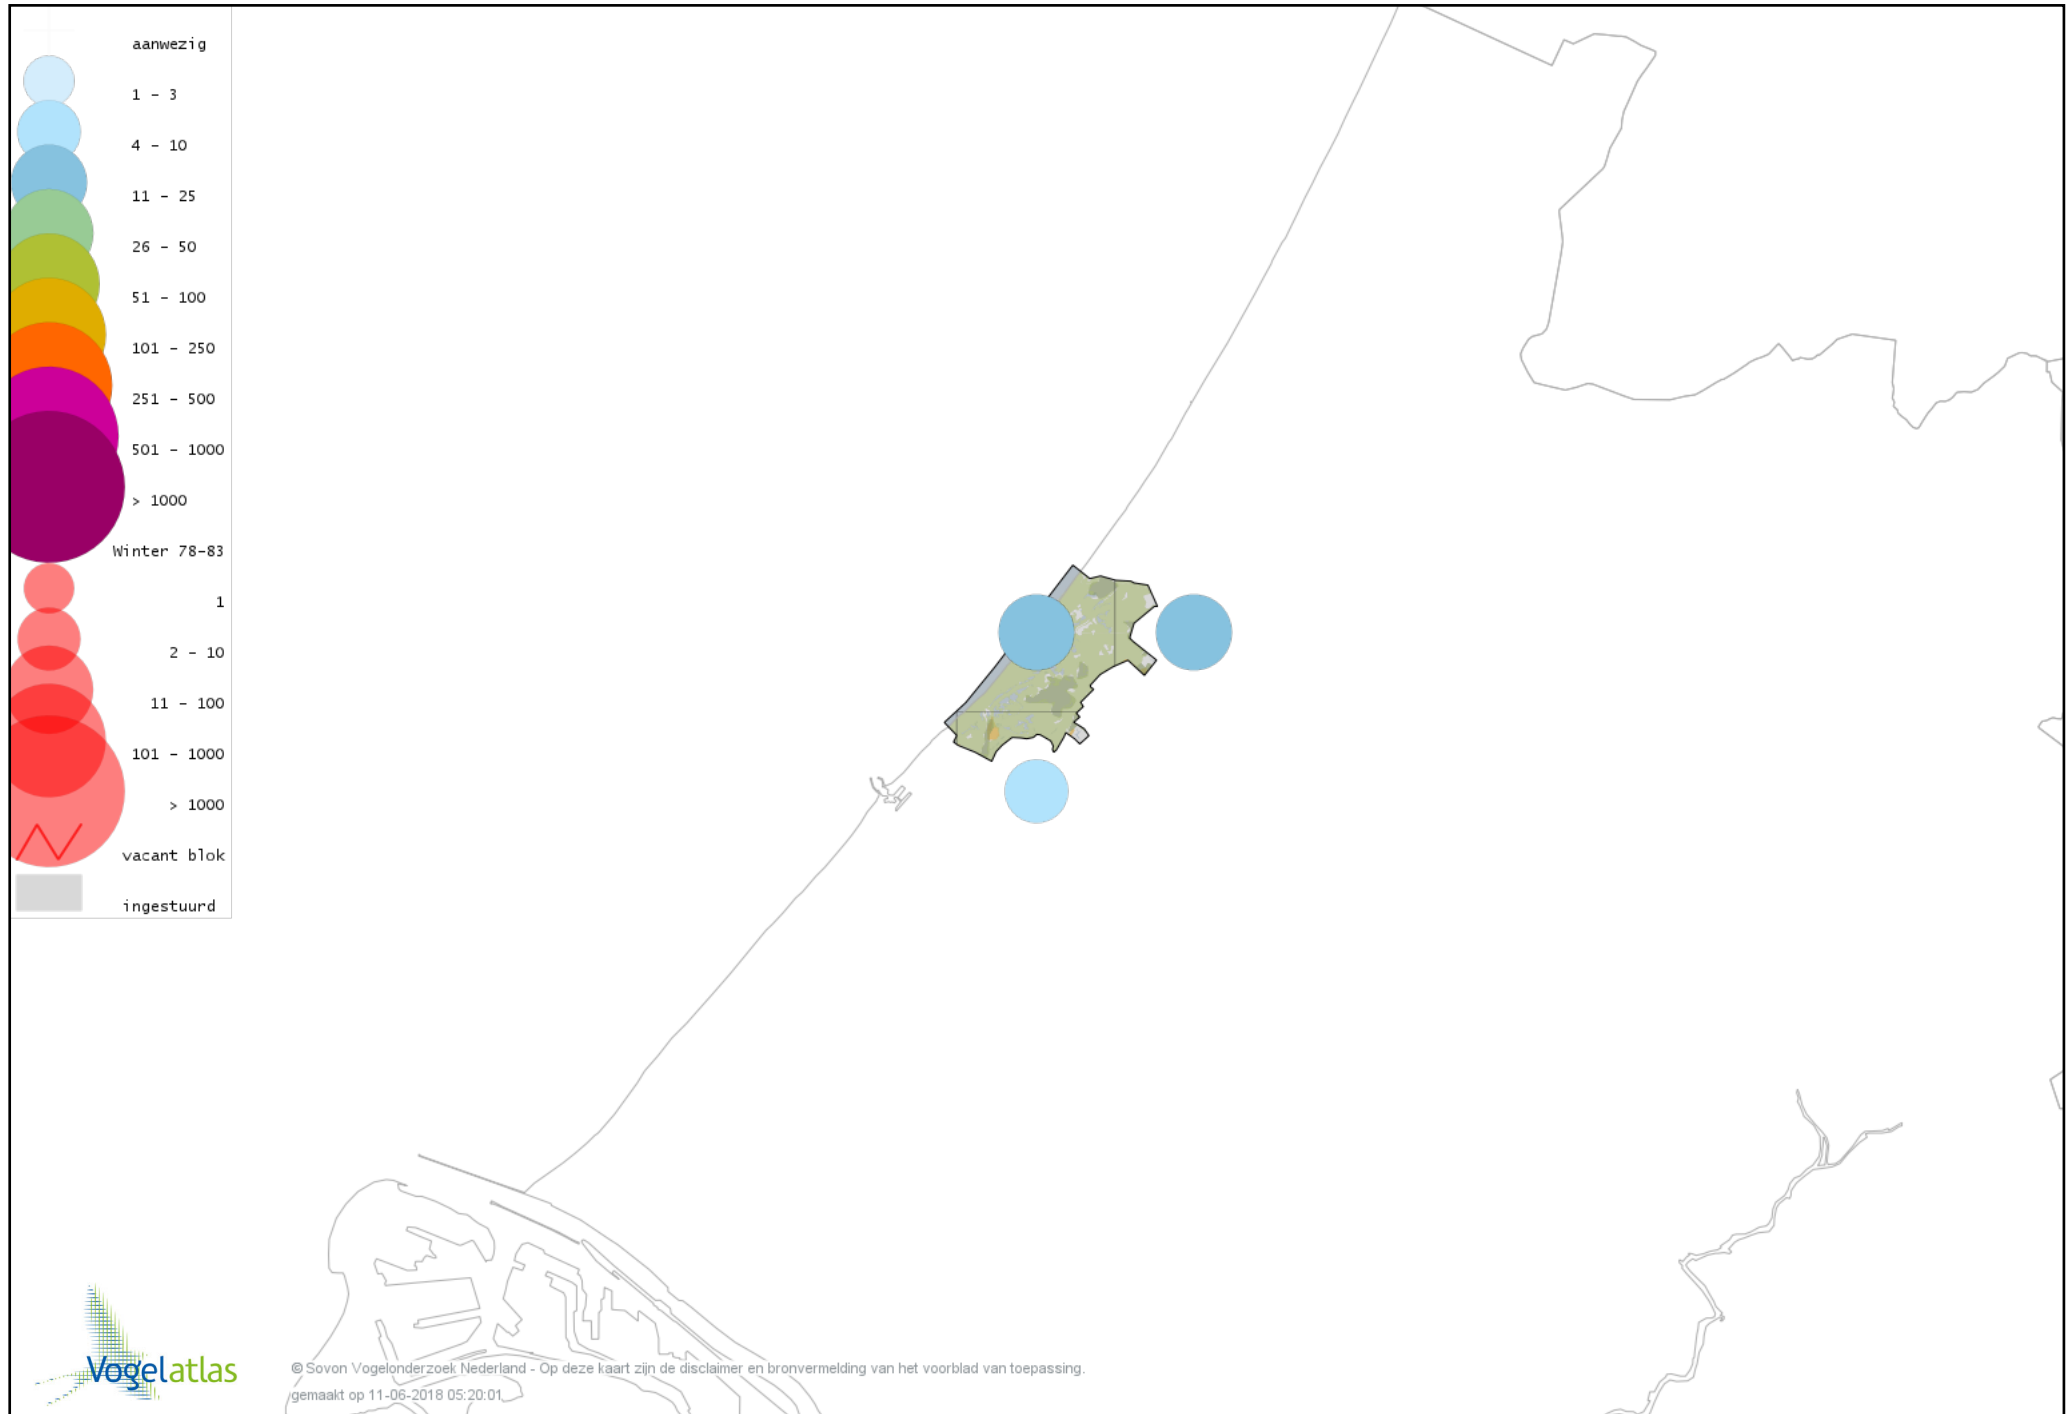 aanwezig
1 - 3
4 - 10
11 - 25
26 - 50
51 - 100
101 - 250
251 - 500
501 - 1000
> 1000
Winter 78-83
1
2 - 10
11 - 100
101 - 1000
> 1000
vacant blok
ingestuurd
Vogelatlas
© Sovon Vogelonderzoek Nederland - Op deze kaart zijn de disclaimer en bronvermelding van het voorblad van toepassing.
gemaakt op 11-06-2018 05:20:01